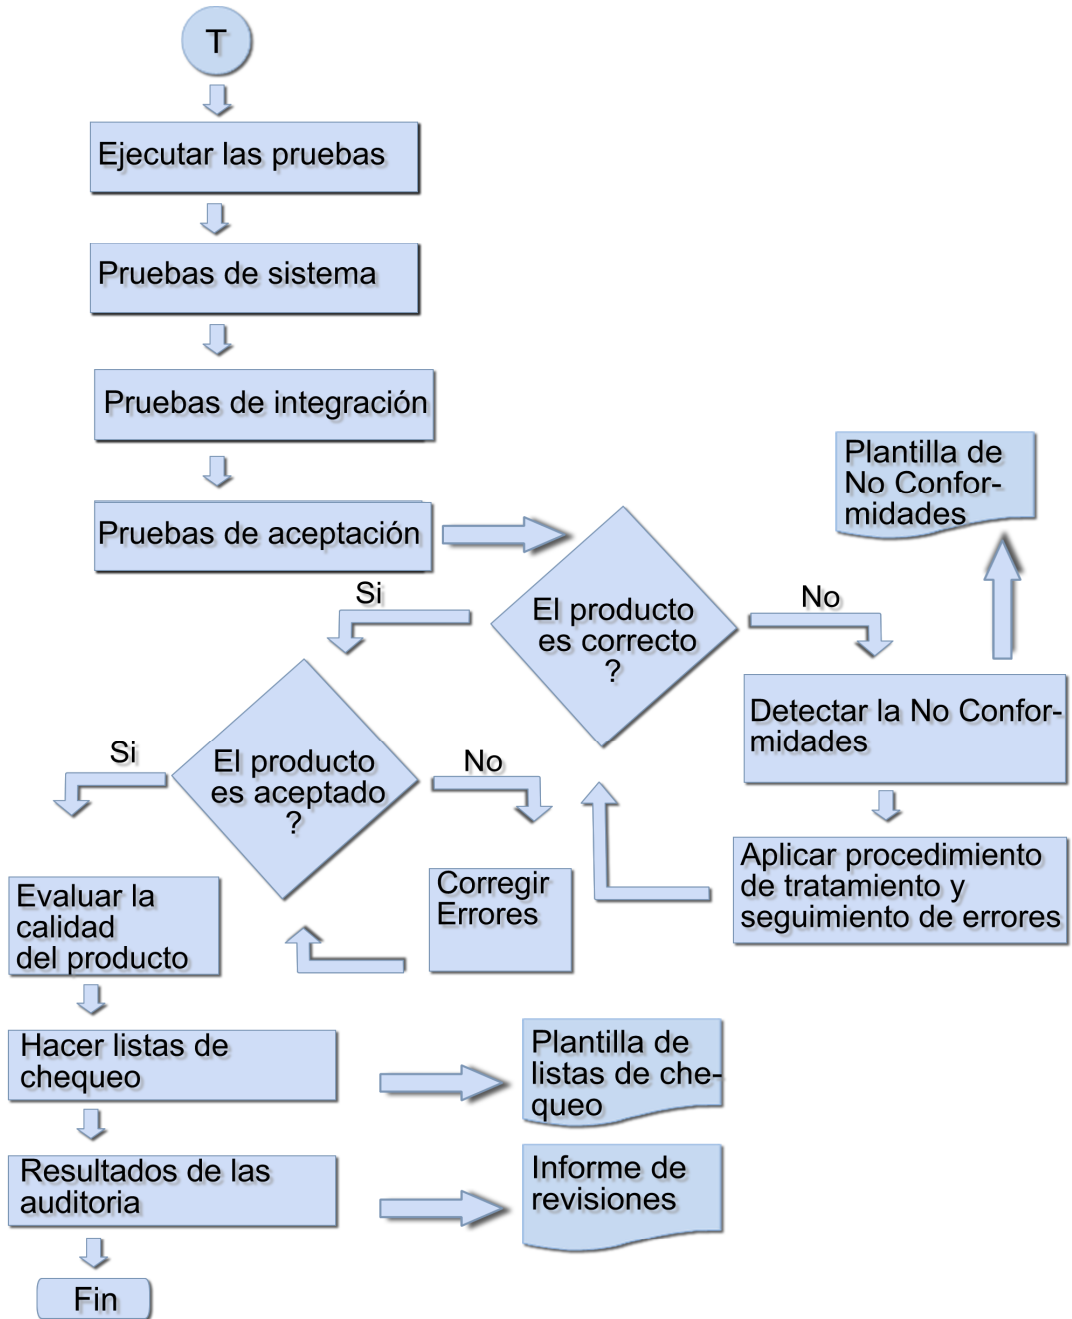 T
Ejecutar las pruebas
Pruebas de sistema
Pruebas de integración
Pruebas de aceptación
Plantilla de
No Confor-
midades
El producto
es correcto
?
Si
No
Detectar la No Confor-
midades
Aplicar procedimiento
de tratamiento y
seguimiento de errores
El producto
es aceptado
?
Si
No
Corregir
Errores
Evaluar la
calidad
del producto
Hacer listas de
chequeo
Plantilla de
listas de che-
queo
Resultados de las
auditoria
Informe de
revisiones
Fin